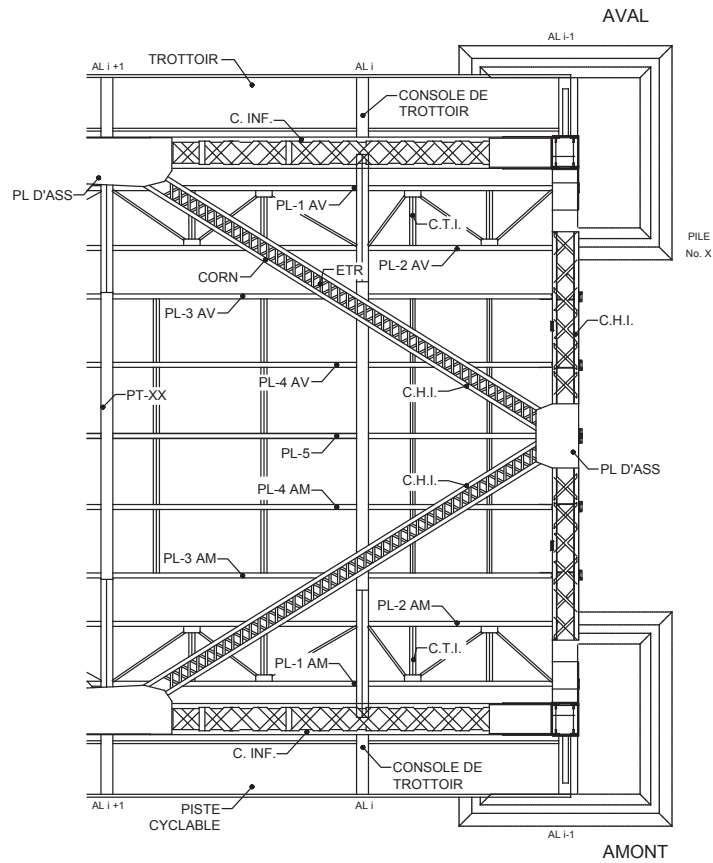 AVAL
AL i-1
AL i +1
AL i
TROTTOIR
CONSOLE DE
TROTTOIR
C. INF.
PL D'ASS
PL-1 AV
C.T.I.
PILE
No. X
CORN
ETR
PL-2 AV
PL-3 AV
C.H.I.
PL-4 AV
C.H.I.
PT-XX
PL-5
PL D'ASS
C.H.I.
PL-4 AM
PL-3 AM
PL-2 AM
C.T.I.
PL-1 AM
C. INF.
CONSOLE DE
TROTTOIR
AL i +1
PISTE
CYCLABLE
AL i
AL i-1
AMONT